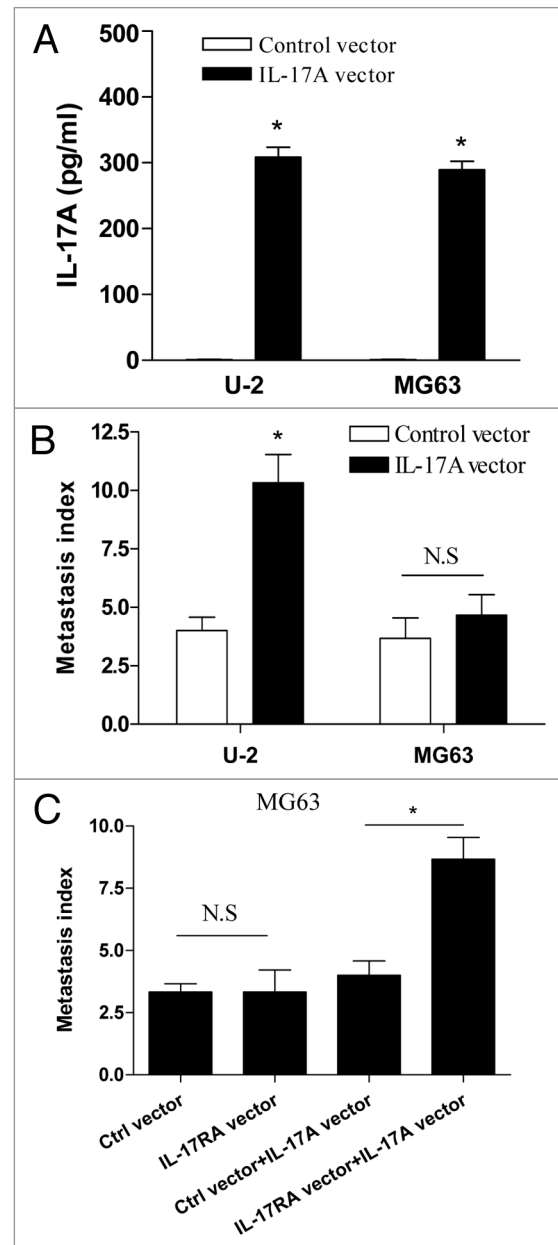 A
500
400
300
200
100
0
IL-17A (pg/ml)
Control vector
IL-17A vector
*
*
U-2
MG63
B
12.5
10.0
7.5
5.0
2.5
0.0
Metastasis index
Control vector
IL-17A vector
*
N.S
U-2
MG63
C
MG63
10.0
7.5
5.0
2.5
0.0
Metastasis index
N.S
*
Ctrl vector
IL-17RA vector
Ctrl vector+IL-17A vector
IL-17RA vector+IL-17A vector